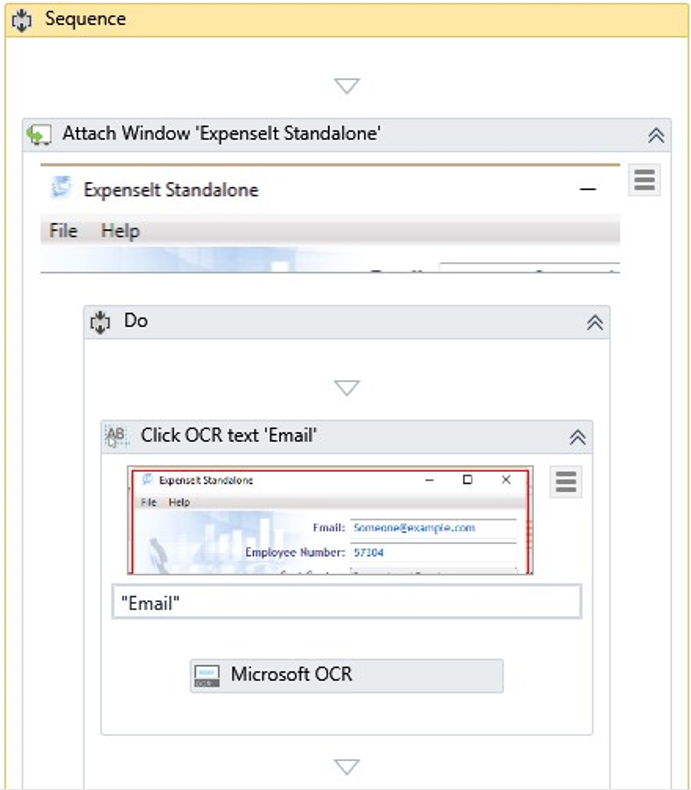 Sequence
Attach Window 'ExpenseIt Standalone'
ExpenseIt Standalone
File Help
Do
Click OCR text 'Email'
ExpenseIt Standalone
File Help
Email: Someone@example.com
Employee Number: 57304
"Email"
Microsoft OCR